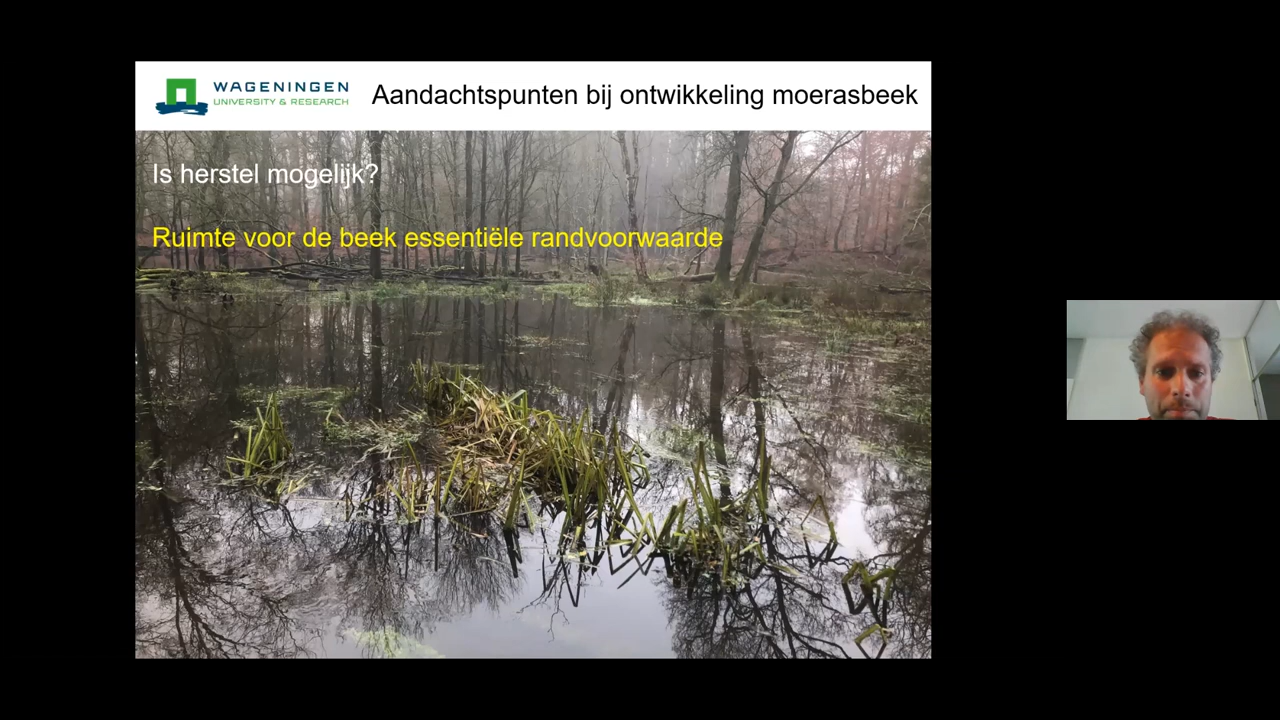 WAGENINGEN
UNIVERSITY & RESEARCH
Aandachtspunten bij ontwikkeling moerasbeek
Is herstel mogelijk?
Ruimte voor de beek essentiële randvoorwaarde